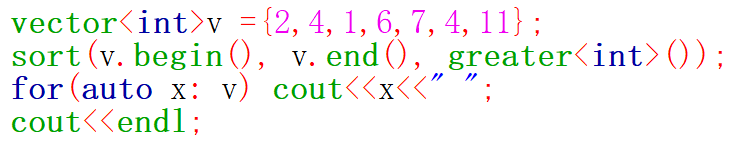 vector<int>v ={2,4,1,6,7,4,11};
sort(v.begin(), v.end(), greater<int>());
for(auto x: v) cout<<x<<" ";
cout<<endl;